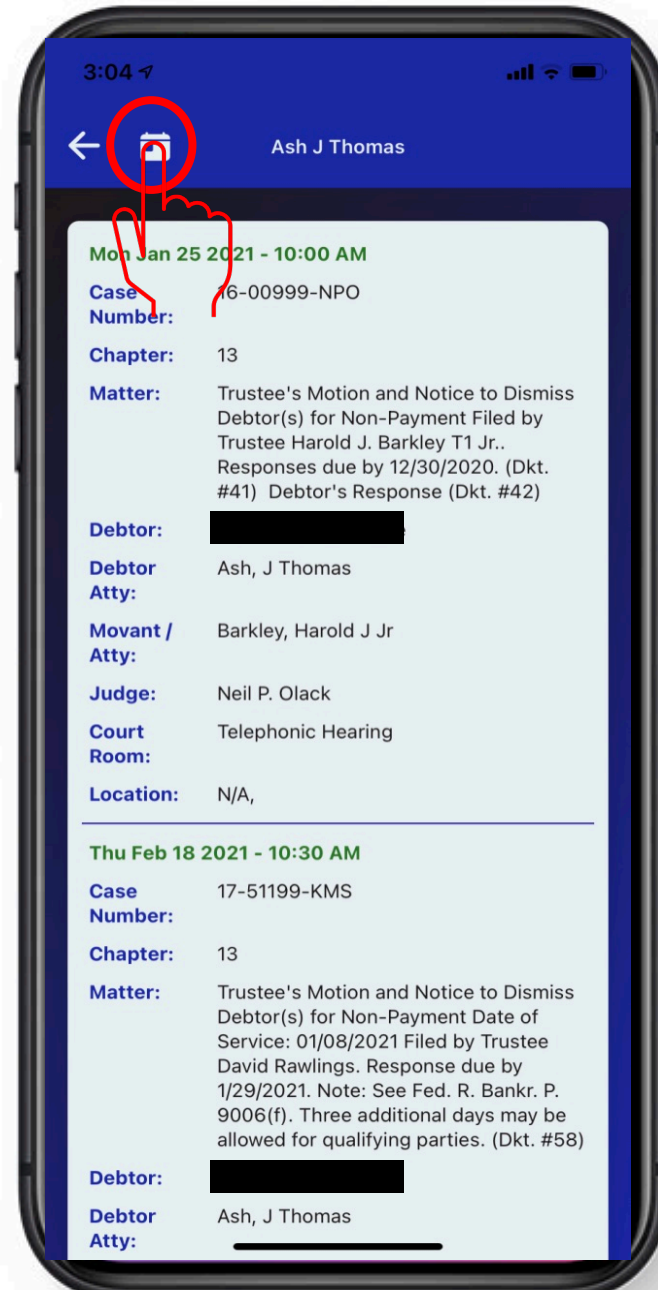 3:04
Ash J Thomas
Mon Jan 25 2021 - 10:00 AM
Case 16-00999-NPO
Number:
Chapter: 13
Matter: Trustee's Motion and Notice to Dismiss
Debtor(s) for Non-Payment Filed by
Trustee Harold J. Barkley T1 Jr..
Responses due by 12/30/2020. (Dkt.
#41)  Debtor's Response (Dkt. #42)
Debtor:
Debtor Ash, J Thomas
Atty:
Movant / Barkley, Harold J Jr
Atty:
Judge: Neil P. Olack
Court Telephonic Hearing
Room:
Location: N/A,
Thu Feb 18 2021 - 10:30 AM
Case 17-51199-KMS
Number:
Chapter: 13
Matter: Trustee's Motion and Notice to Dismiss
Debtor(s) for Non-Payment Date of
Service: 01/08/2021 Filed by Trustee
David Rawlings. Response due by
1/29/2021. Note: See Fed. R. Bankr. P.
9006(f). Three additional days may be
allowed for qualifying parties. (Dkt. #58)
Debtor:
Debtor Ash, J Thomas
Atty: